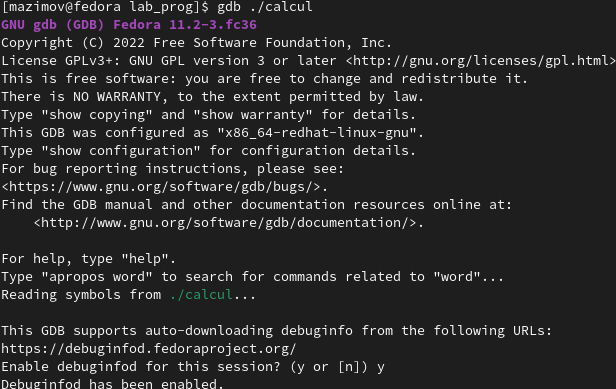 [mazimov@fedora lab_prog]$ gdb ./calcul
GNU gdb (GDB) Fedora 11.2-3.fc36
Copyright (C) 2022 Free Software Foundation, Inc.
License GPLv3+: GNU GPL version 3 or later <http://gnu.org/licenses/gpl.html>
This is free software: you are free to change and redistribute it.
There is NO WARRANTY, to the extent permitted by law.
Type "show copying" and "show warranty" for details.
This GDB was configured as "x86_64-redhat-linux-gnu".
Type "show configuration" for configuration details.
For bug reporting instructions, please see:
<https://www.gnu.org/software/gdb/bugs/>.
Find the GDB manual and other documentation resources online at:
    <http://www.gnu.org/software/gdb/documentation/>.

For help, type "help".
Type "apropos word" to search for commands related to "word"...
Reading symbols from ./calcul...

This GDB supports auto-downloading debuginfo from the following URLs:
https://debuginfod.fedoraproject.org/
Enable debuginfod for this session? (y or [n]) y
Debuginfod has been enabled.